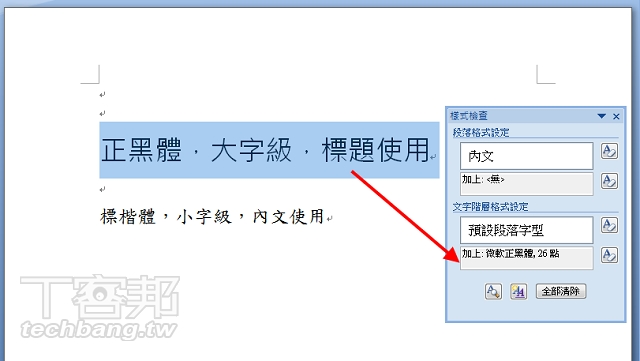 正黑體，大字級，標題使用
標楷體，小字級，內文使用
樣式檢查
段落格式設定
內文
加上: <無>
文字階層格式設定
預設段落字型
加上: 微軟正黑體, 26 點
全部清除
T客邦
techbang.tw